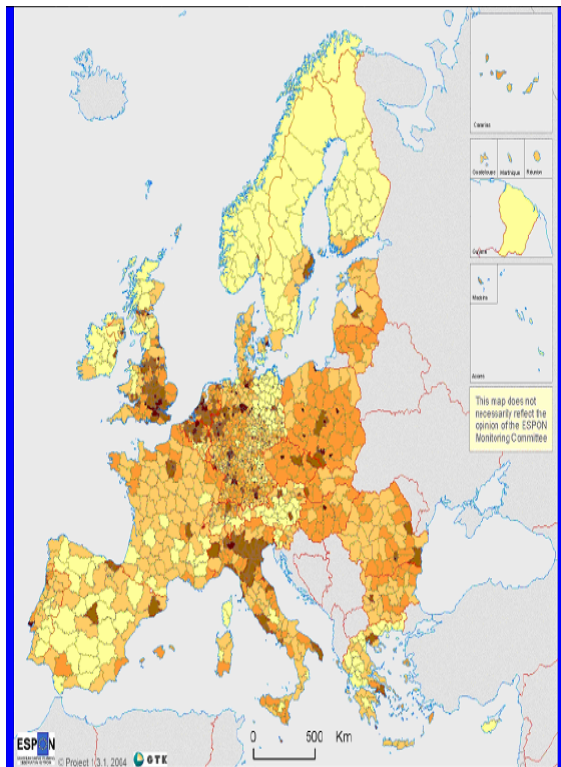 Canarias
Guadeloupe Martinique Réunion
Guyane
Madeira
Acores
This map does not
necessarily reflect the
opinion of the ESPON
Monitoring Committee
0 500 Km
ESPON
© Project 1.3.1. 2004 GTK